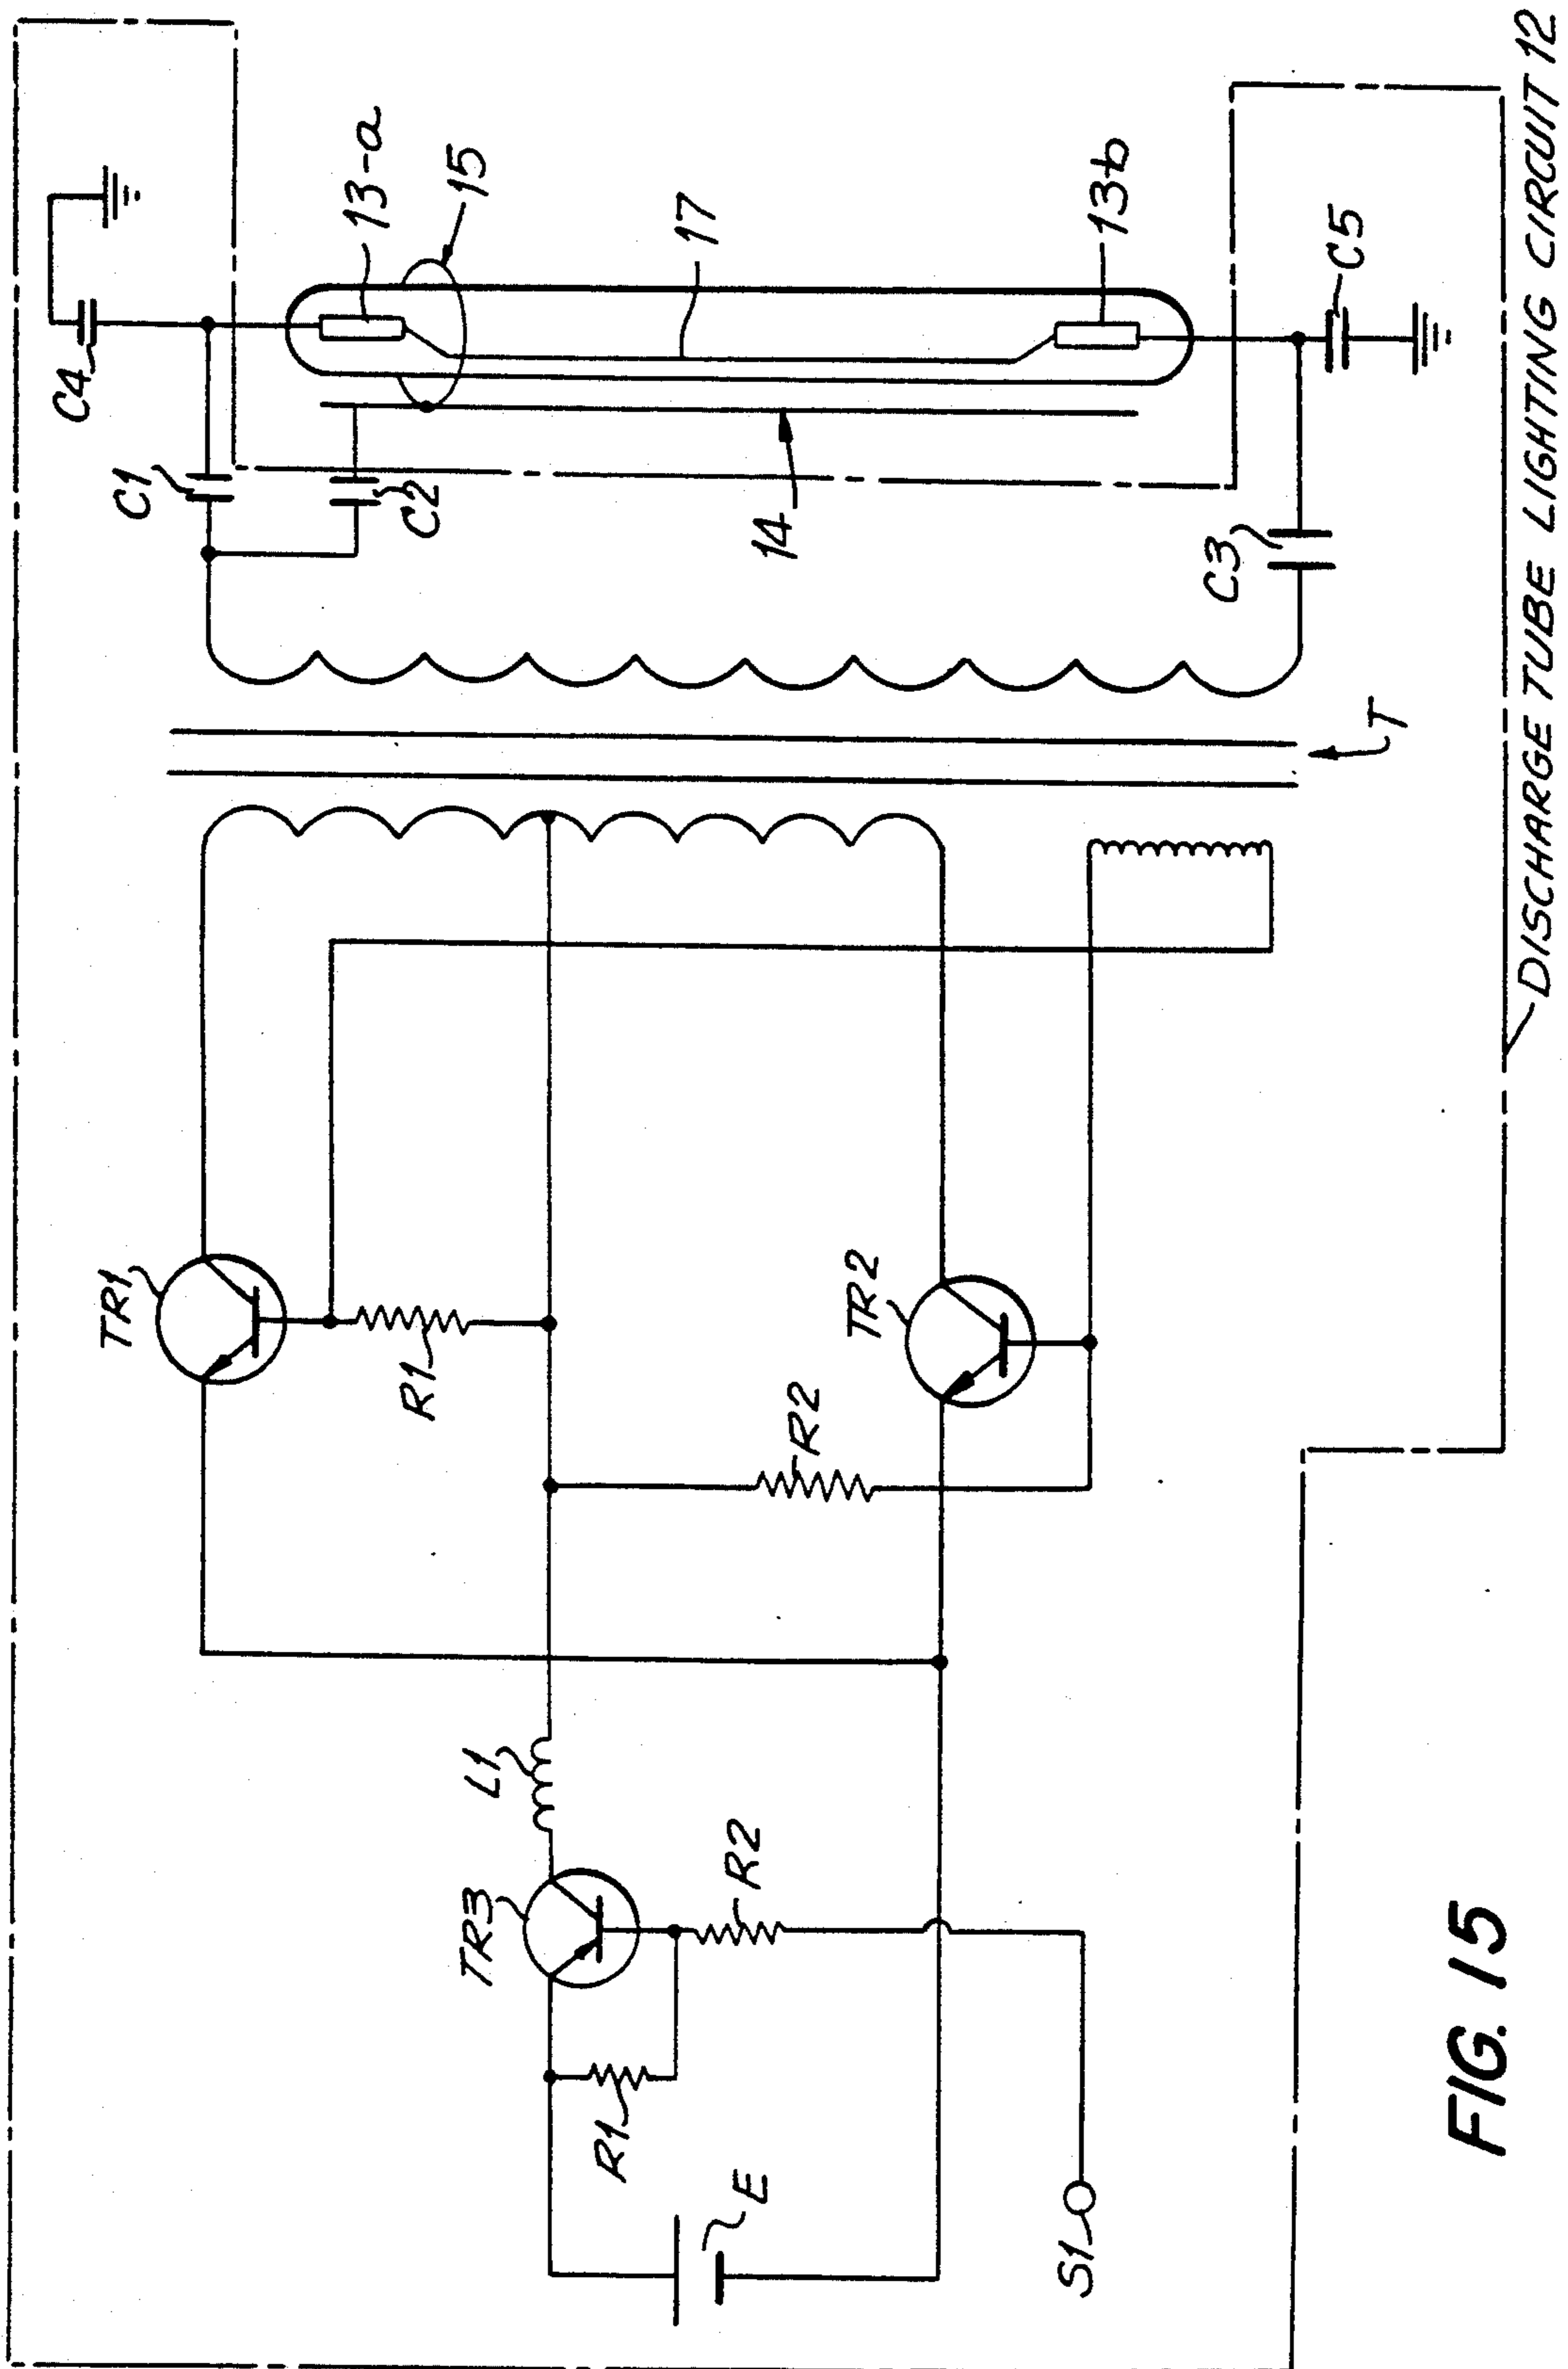 C4
C1
C2
13-a
15
17
13b
14
C3
C5
T
TR1
R1
TR2
R2
L1
TR3
R2
R1
E
S1
DISCHARGE TUBE LIGHTING CIRCUIT 12
FIG. 15